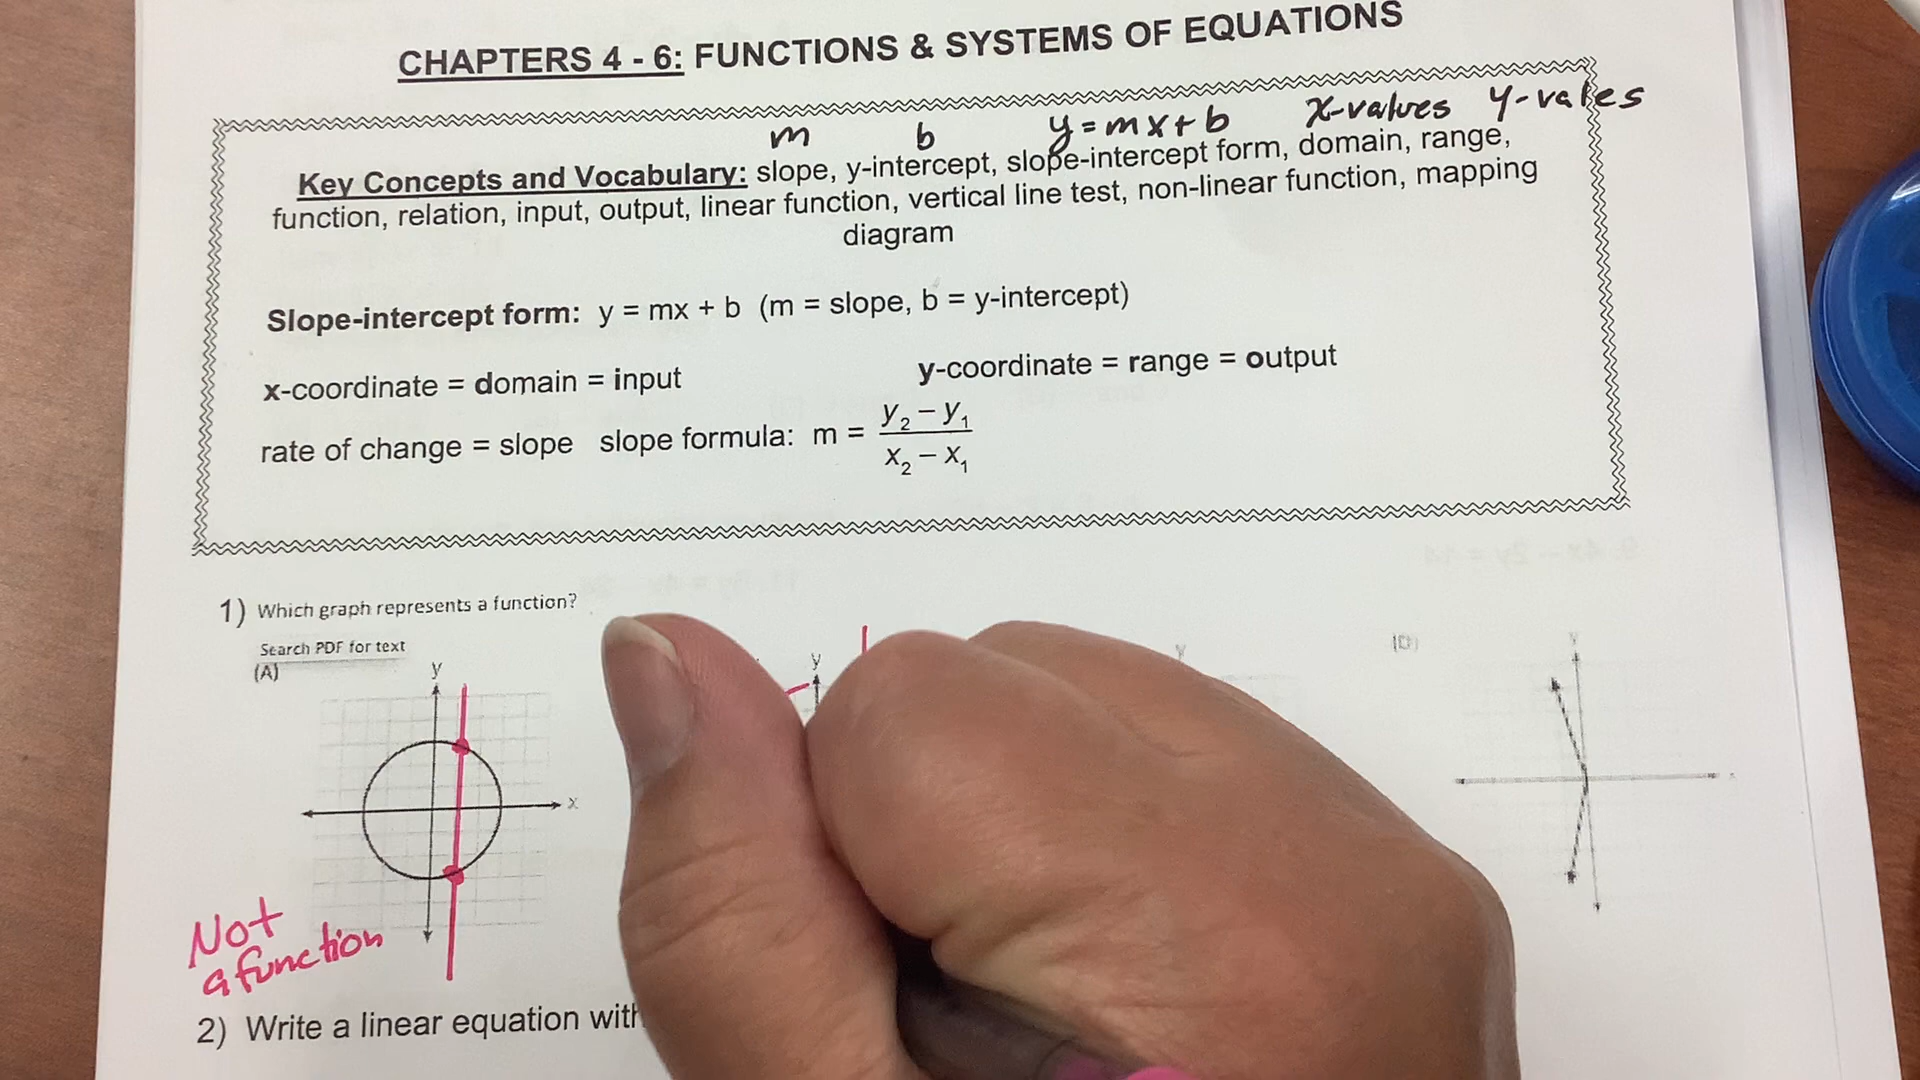 CHAPTERS 4 - 6: FUNCTIONS & SYSTEMS OF EQUATIONS
m b y = mx + b x-values y-vales
Key Concepts and Vocabulary: slope, y-intercept, slope-intercept form, domain, range,
function, relation, input, output, linear function, vertical line test, non-linear function, mapping
diagram
Slope-intercept form: y = mx + b (m = slope, b = y-intercept)
x-coordinate = domain = input y-coordinate = range = output
rate of change = slope slope formula: m = y₂ − y₁ / x₂ − x₁
1) Which graph represents a function?
Search PDF for text
(A) y y y (D) y
x
Not
a function
2) Write a linear equation with